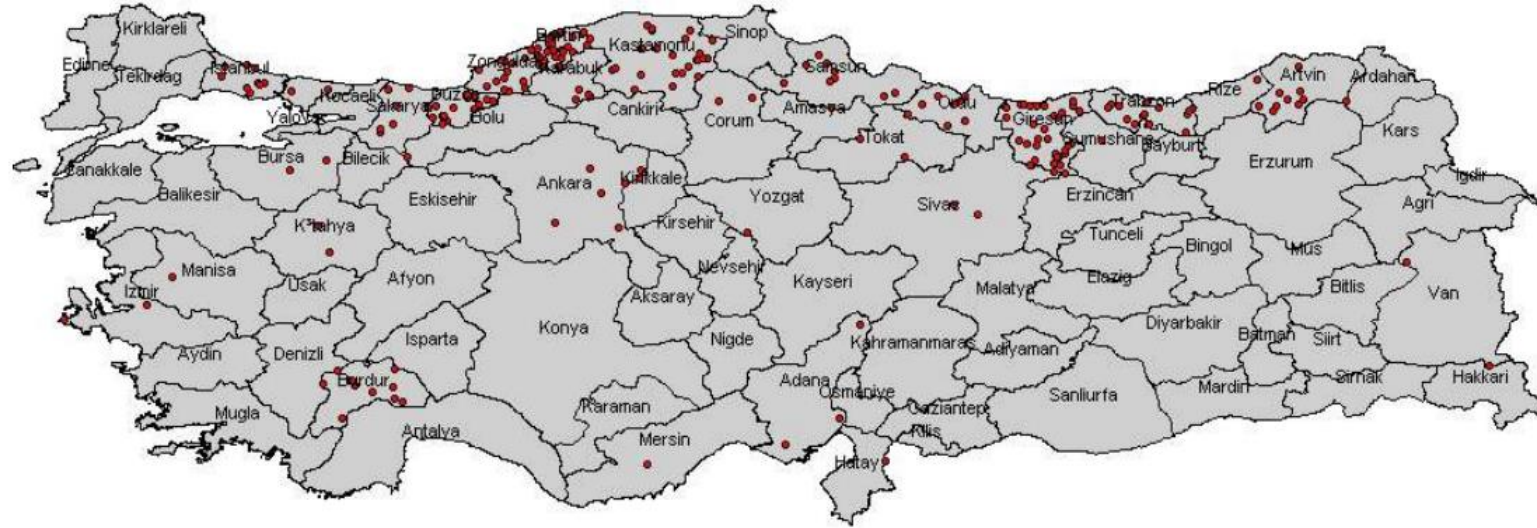 Kirklareli
Edirne
Tekirdag
Istanbul
Kocaeli
Yalova
Sakarya
Duzce
Bolu
Zonguldak
Bartin
Karabuk
Kastamonu
Sinop
Cankiri
Corum
Samsun
Amasya
Tokat
Ordu
Giresun
Trabzon
Gumushane
Bayburt
Rize
Artvin
Ardahan
Kars
Erzurum
Igdir
Agri
Canakkale
Balikesir
Bursa
Bilecik
Eskisehir
Ankara
Kirikkale
Kirsehir
Yozgat
Sivas
Erzincan
Tunceli
Bingol
Mus
Elazig
Bitlis
Van
Manisa
Izmir
Usak
Afyon
Aksaray
Nevsehir
Kayseri
Malatya
Diyarbakir
Batman
Siirt
Aydin
Denizli
Isparta
Burdur
Konya
Nigde
Kahramanmaras
Adiyaman
Adana
Osmaniye
Gaziantep
Kilis
Sanliurfa
Mardin
Sirnak
Hakkari
Mugla
Antalya
Karaman
Mersin
Hatay